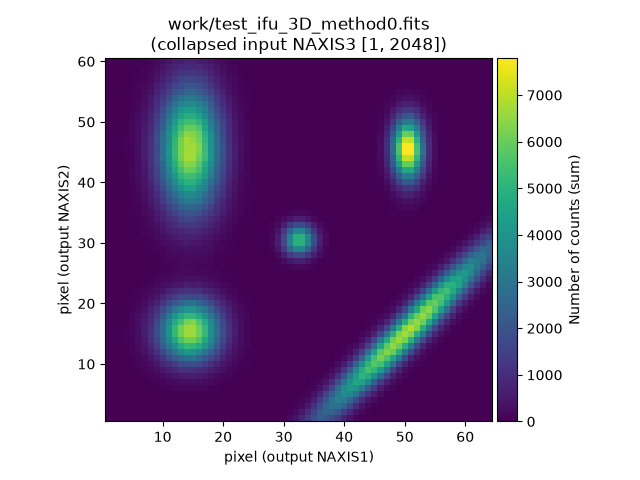 work/test_ifu_3D_method0.fits
(collapsed input NAXIS3 [1, 2048])
60
50
40
30
20
10
pixel (output NAXIS2)
10 20 30 40 50 60
pixel (output NAXIS1)
7000
6000
5000
4000
3000
2000
1000
0
Number of counts (sum)